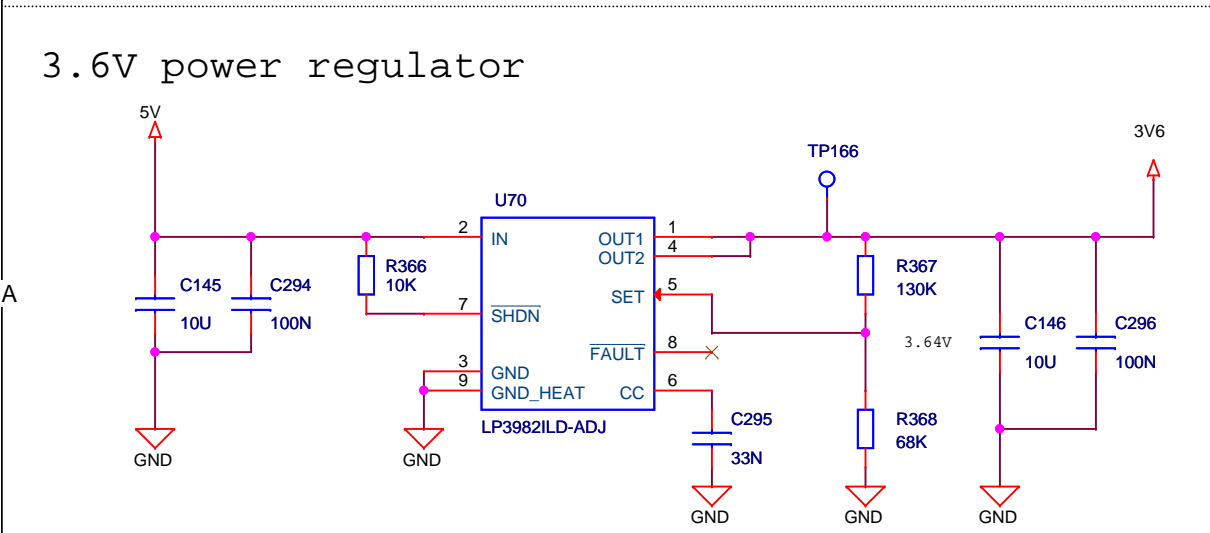 3.6V power regulator
5V
3V6
TP166
U70
2
IN
OUT1
1
OUT2
4
R366
10K
R367
130K
C145
10U
C294
100N
7
SHDN
SET
5
A
FAULT
8
3.64V
C146
10U
C296
100N
3
GND
9
GND_HEAT
CC
6
LP3982ILD-ADJ
C295
33N
R368
68K
GND
GND
GND
GND
GND